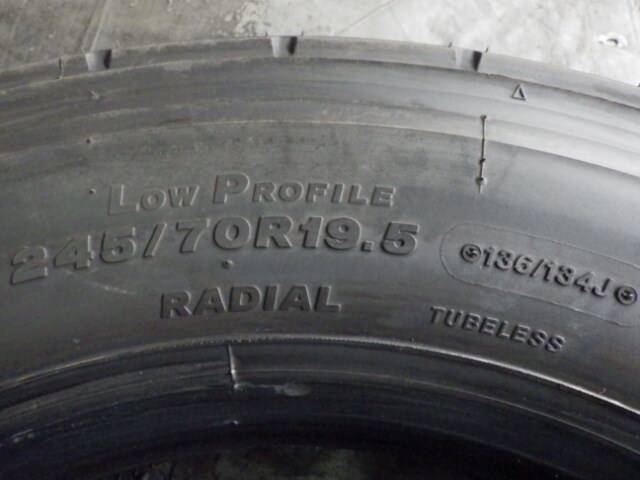 LOW PROFILE
245/70R19.5
136/134J
RADIAL
TUBELESS